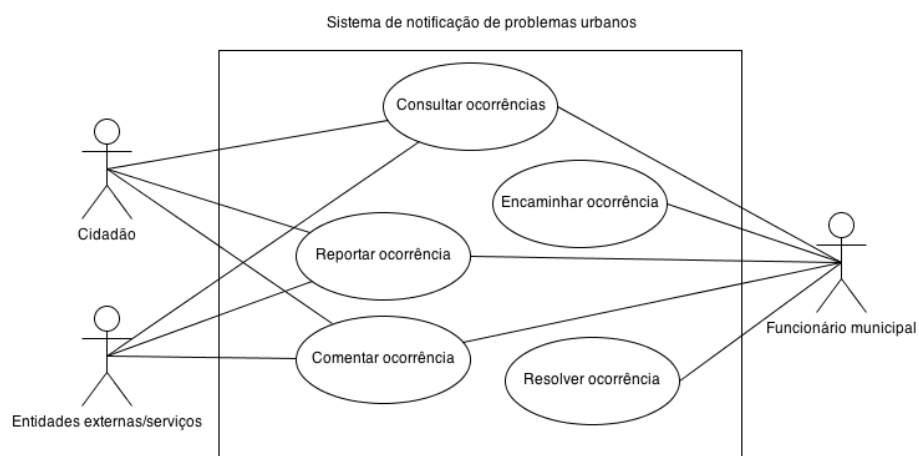 Sistema de notificação de problemas urbanos
Consultar ocorrências
Encaminhar ocorrência
Cidadão
Reportar ocorrência
Funcionário municipal
Comentar ocorrência
Resolver ocorrência
Entidades externas/serviços